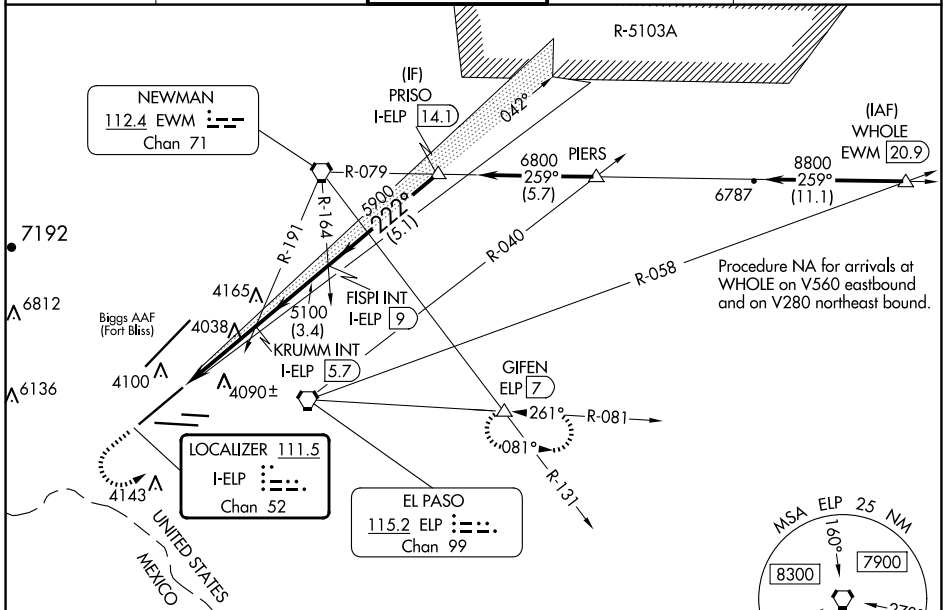 R-5103A
(IF)
PRISO
I-ELP 14.1
042°
NEWMAN
112.4 EWM
Chan 71
(IAF)
WHOLE
EWM 20.9
R-079
6800
259°
(5.7)
PIERS
8800
259°
(11.1)
6787
5900
222°
(5.1)
R-164
R-191
R-040
R-058
7192
Procedure NA for arrivals at
WHOLE on V560 eastbound
and on V280 northeast bound.
4165
FISPI INT
I-ELP 9
5100
(3.4)
6812
Biggs AAF
(Fort Bliss)
4038
KRUMM INT
I-ELP 5.7
4100
4090±
6136
GIFEN
ELP 7
261°
R-081
081°
R-131
LOCALIZER 111.5
I-ELP
Chan 52
4143
EL PASO
115.2 ELP
Chan 99
UNITED STATES
MEXICO
MSA ELP 25 NM
160°
8300
7900